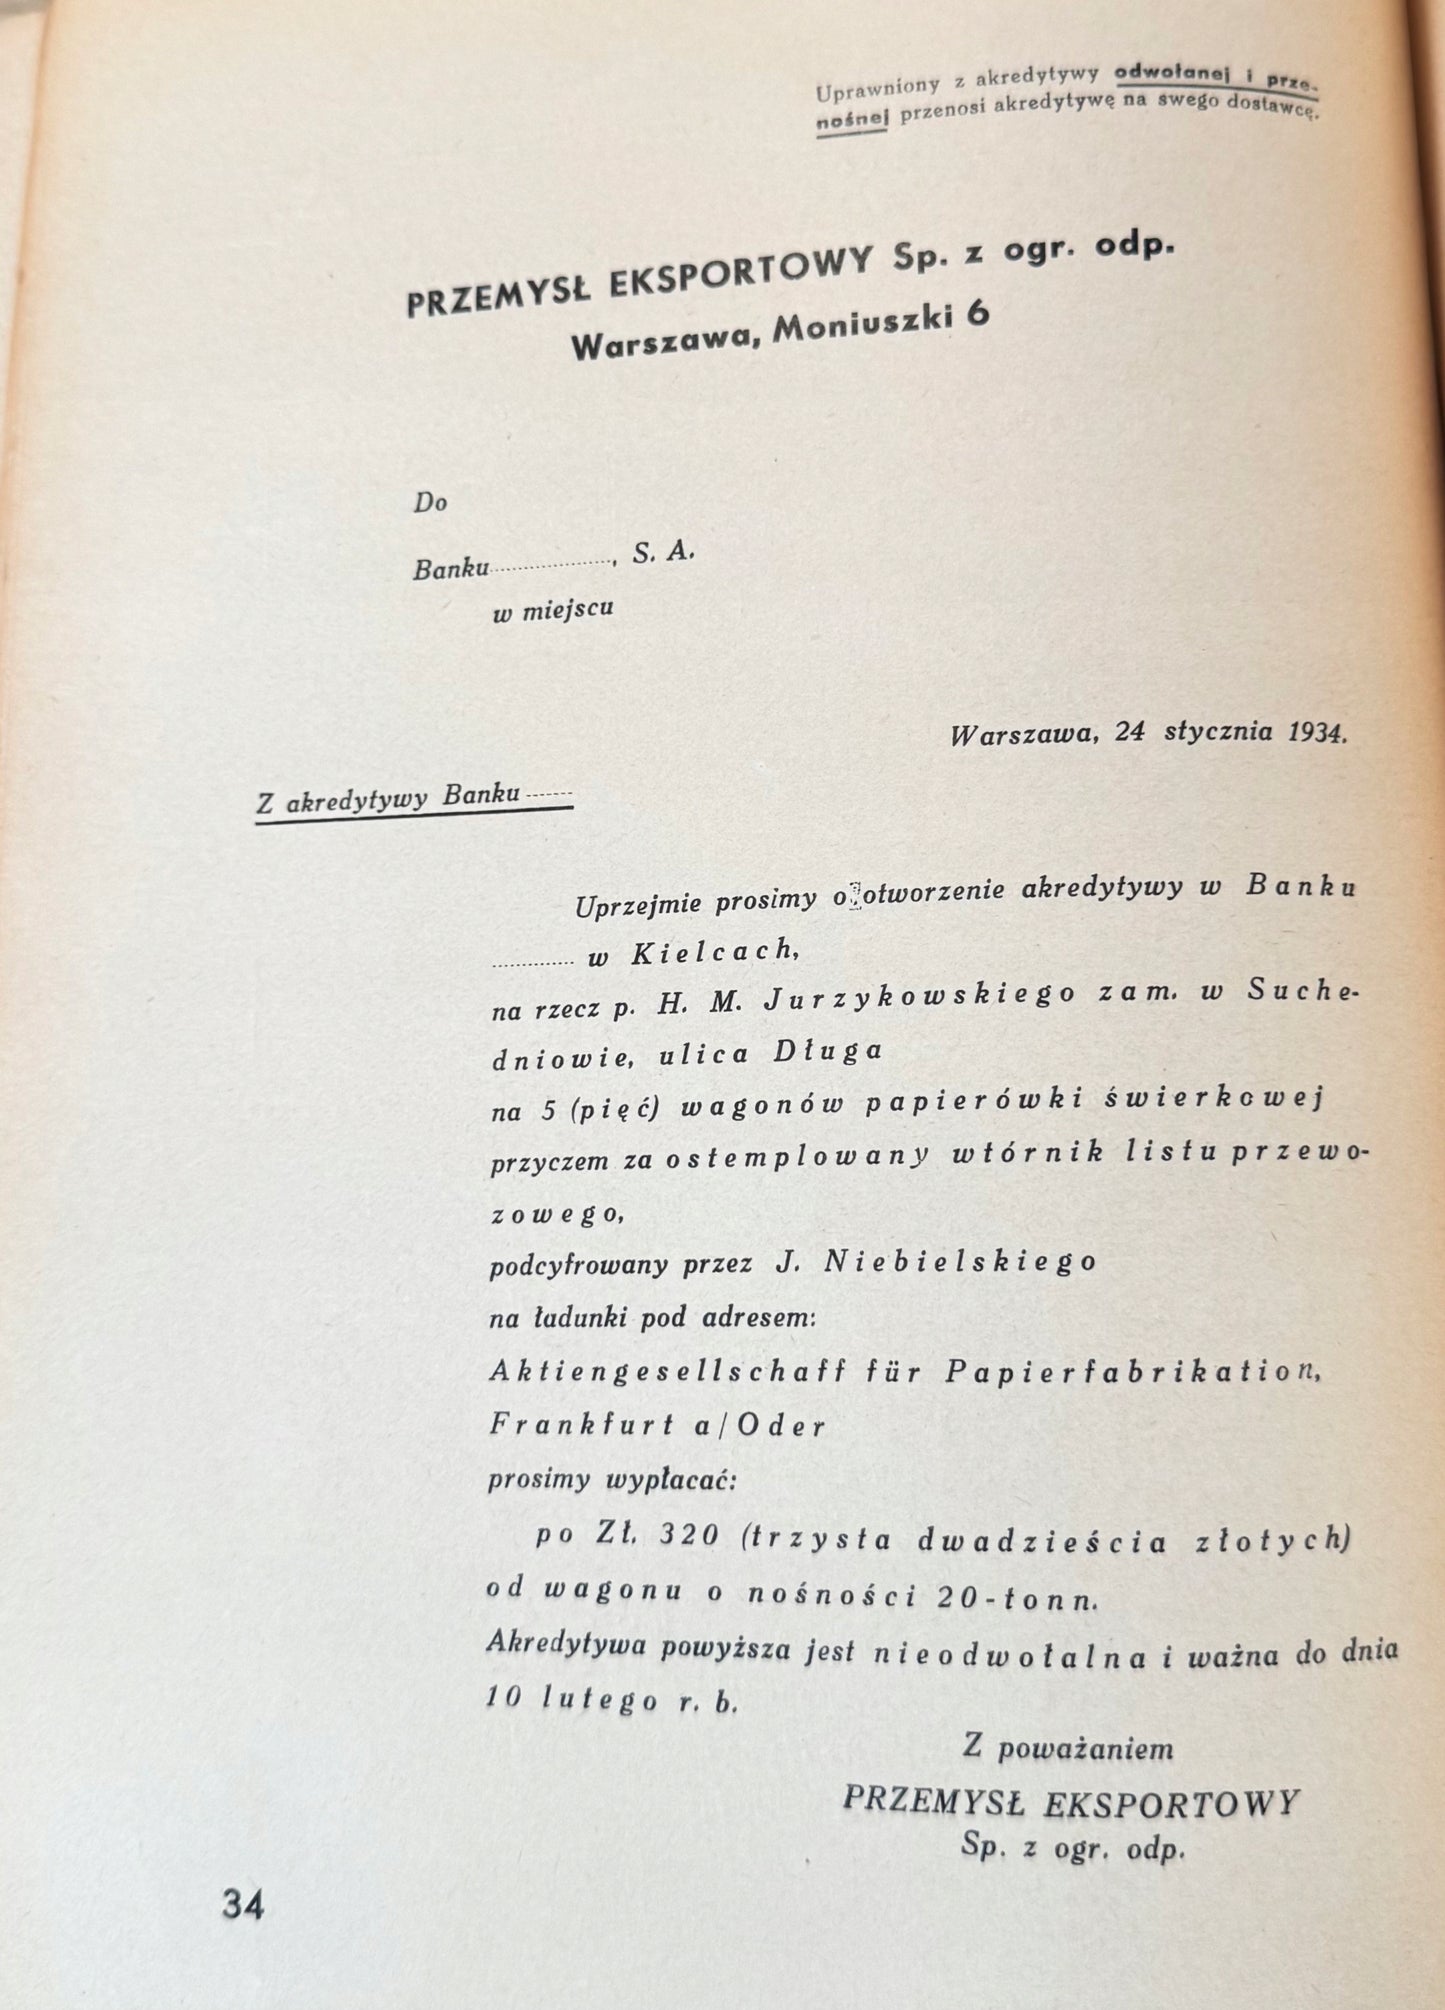 Uprawniony z akredytywy odwołanej i prze-
nośnej przenosi akredytywę na swego dostawcę.
PRZEMYSŁ EKSPORTOWY Sp. z ogr. odp.
Warszawa, Moniuszki 6
Do
Banku...................., S. A.
w miejscu
Warszawa, 24 stycznia 1934.
Z akredytywy Banku -------
Uprzejmie prosimy o otworzenie akredytywy w Banku
.............. w Kielcach,
na rzecz p. H. M. Jurzykowskiego zam. w Suche-
dniowie, ulica Długa
na 5 (pięć) wagonów papierówki świerkowej
przyczem za ostemplowany wtórnik listu przewo-
zowego,
podcyfrowany przez J. Niebielskiego
na ładunki pod adresem:
Aktiengesellschaff für Papierfabrikation,
Frankfurt a/Oder
prosimy wypłacać:
po Zł. 320 (trzysta dwadzieścia złotych)
od wagonu o nośności 20-tonn.
Akredytywa powyższa jest nieodwołalna i ważna do dnia
10 lutego r. b.
Z poważaniem
PRZEMYSŁ EKSPORTOWY
Sp. z ogr. odp.
34